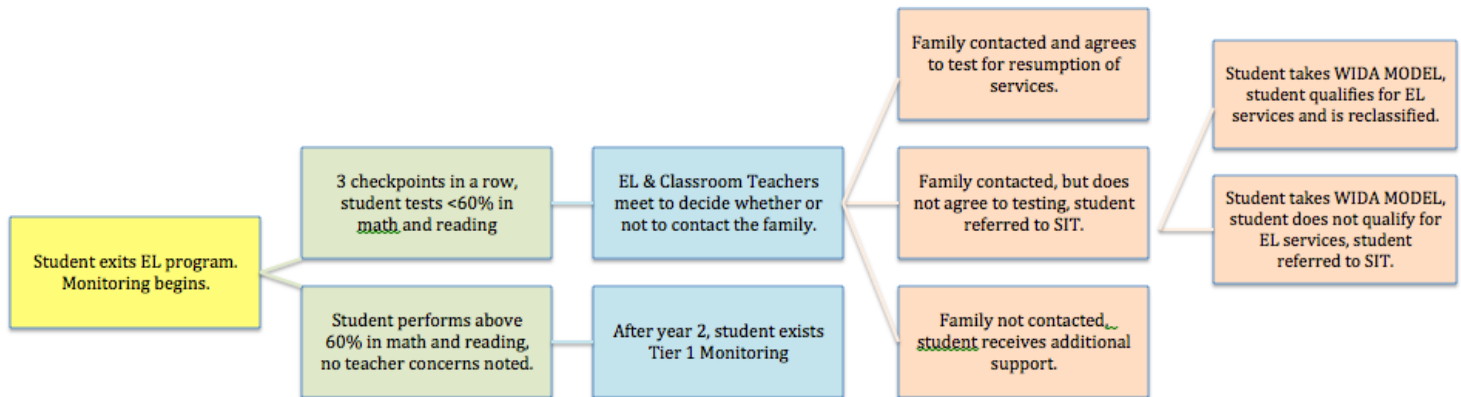 Student exits EL program.
Monitoring begins.
3 checkpoints in a row,
student tests <60% in
math and reading
Student performs above
60% in math and reading,
no teacher concerns noted.
EL & Classroom Teachers
meet to decide whether or
not to contact the family.
After year 2, student exists
Tier 1 Monitoring
Family contacted and agrees
to test for resumption of
services.
Family contacted, but does
not agree to testing, student
referred to SIT.
Family not contacted,
student receives additional
support.
Student takes WIDA MODEL,
student qualifies for EL
services and is reclassified.
Student takes WIDA MODEL,
student does not qualify for
EL services, student
referred to SIT.